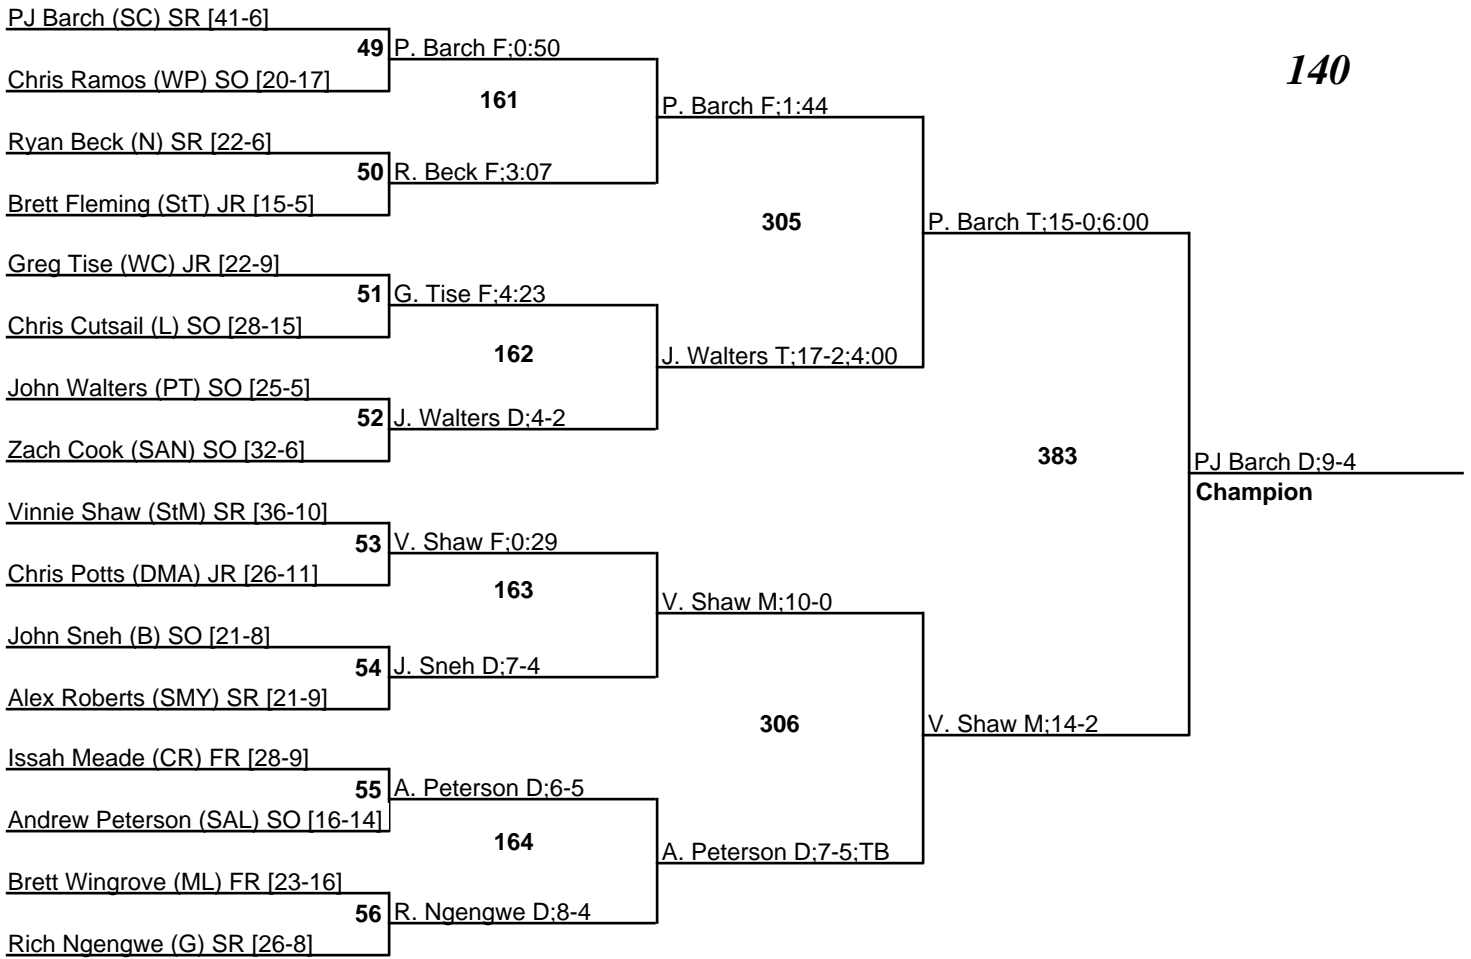 PJ Barch (SC) SR [41-6]
49 P. Barch F;0:50
140
Chris Ramos (WP) SO [20-17]
161
P. Barch F;1:44
Ryan Beck (N) SR [22-6]
50 R. Beck F;3:07
Brett Fleming (StT) JR [15-5]
305
P. Barch T;15-0;6:00
Greg Tise (WC) JR [22-9]
51 G. Tise F;4:23
Chris Cutsail (L) SO [28-15]
162
J. Walters T;17-2;4:00
John Walters (PT) SO [25-5]
52 J. Walters D;4-2
Zach Cook (SAN) SO [32-6]
383
PJ Barch D;9-4
Champion
Vinnie Shaw (StM) SR [36-10]
53 V. Shaw F;0:29
Chris Potts (DMA) JR [26-11]
163
V. Shaw M;10-0
John Sneh (B) SO [21-8]
54 J. Sneh D;7-4
Alex Roberts (SMY) SR [21-9]
306
V. Shaw M;14-2
Issah Meade (CR) FR [28-9]
55 A. Peterson D;6-5
Andrew Peterson (SAL) SO [16-14]
164
A. Peterson D;7-5;TB
Brett Wingrove (ML) FR [23-16]
56 R. Ngengwe D;8-4
Rich Ngengwe (G) SR [26-8]